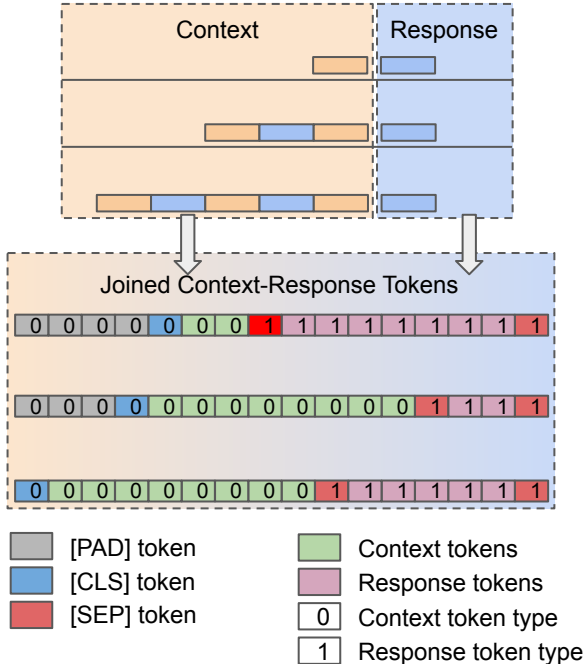 Context Response
Joined Context-Response Tokens
0 0 0 0 0 0 0 1 1 1 1 1 1 1 1 1
0 0 0 0 0 0 0 0 0 0 0 0 1 1 1 1
0 0 0 0 0 0 0 0 0 1 1 1 1 1 1 1
[PAD] token
[CLS] token
[SEP] token
Context tokens
Response tokens
0 Context token type
1 Response token type